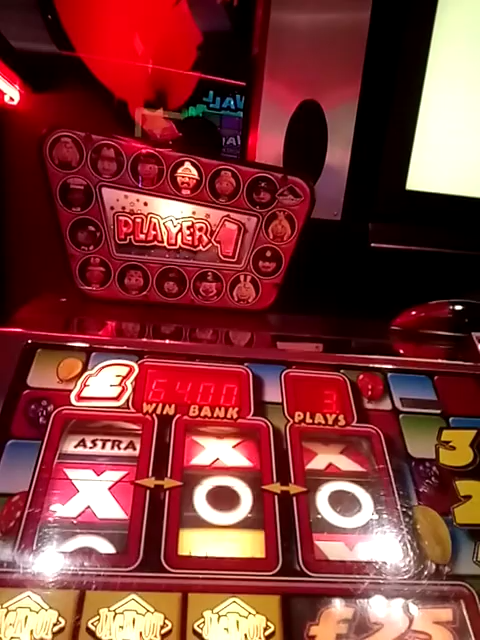 PLAYER 1
£ 64.00 3
WIN BANK PLAYS
ASTRA X X
X O O
3
2
JACKPOT JACKPOT JACKPOT £25